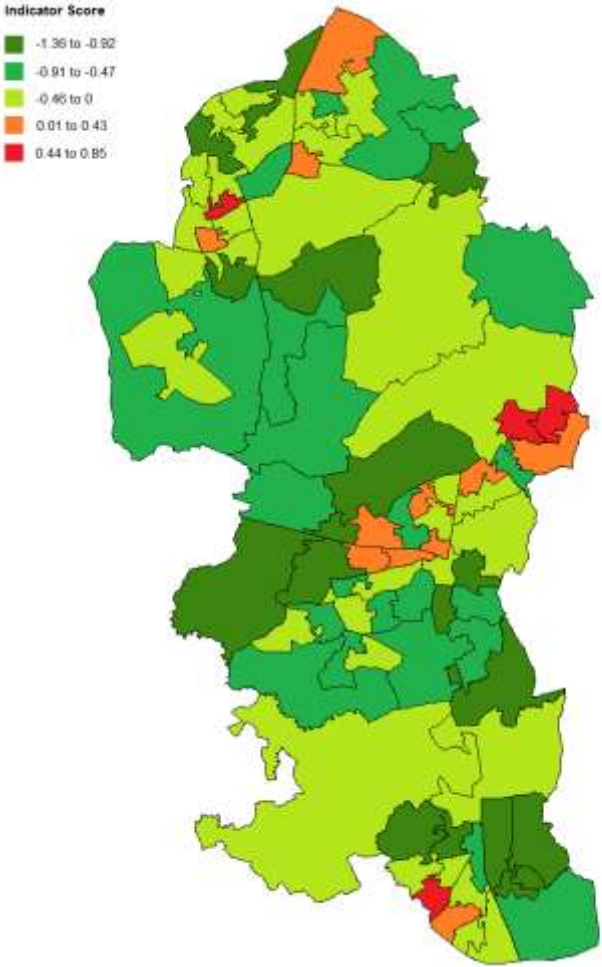 Indicator Score
-1.36 to -0.92
-0.91 to -0.47
-0.46 to 0
0.01 to 0.43
0.44 to 0.85